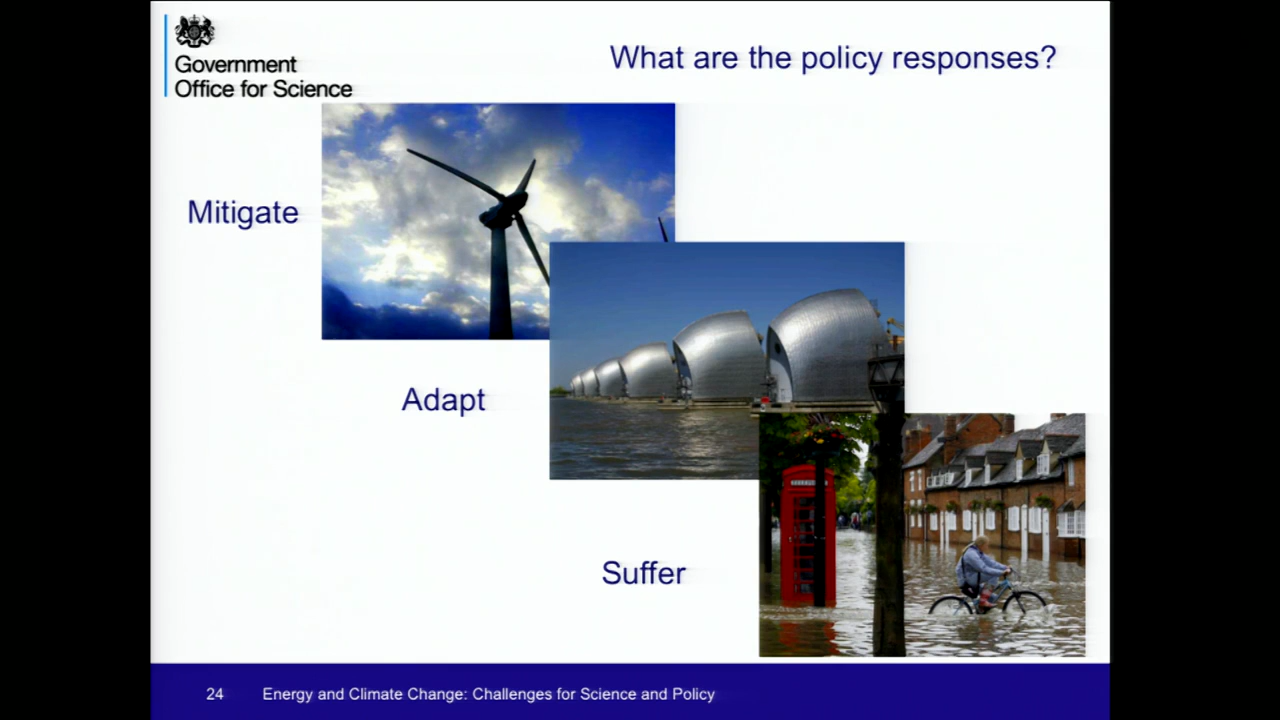 Government
Office for Science
What are the policy responses?
Mitigate
Adapt
Suffer
24 Energy and Climate Change: Challenges for Science and Policy